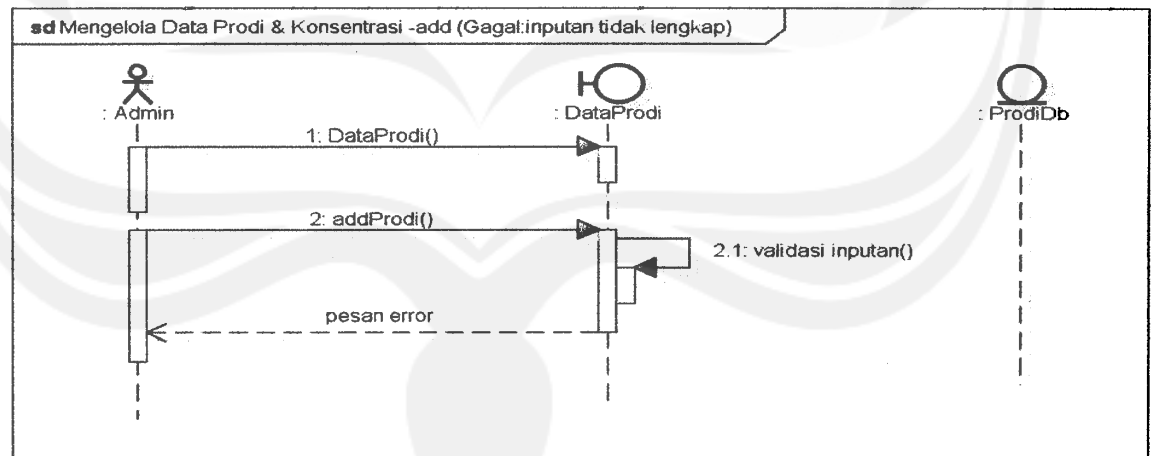 sd Mengelola Data Prodi & Konsentrasi -add (Gagal:inputan tidak lengkap)
: Admin
: DataProdi
: ProdiDb
1: DataProdi()
2: addProdi()
2.1: validasi inputan()
pesan error